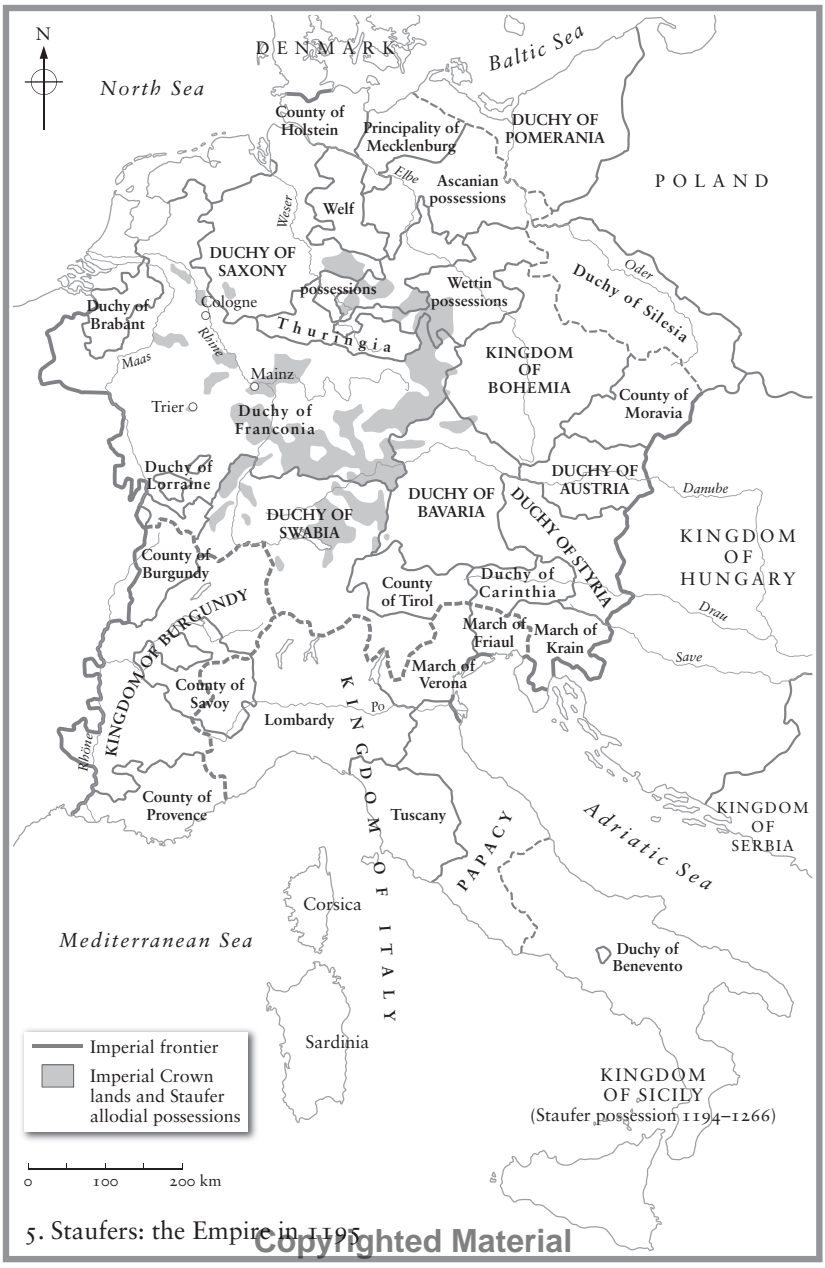 N
DENMARK
Baltic Sea
North Sea
County of
Holstein
Principality of
Mecklenburg
DUCHY OF
POMERANIA
POLAND
Elbe
Ascanian
possessions
Weser
Welf
possessions
DUCHY OF
SAXONY
Oder
Duchy of Silesia
Wettin
possessions
Duchy of
Brabant
Cologne
Rhine
Thuringia
Maas
KINGDOM
OF
BOHEMIA
Mainz
County of
Moravia
Trier
Duchy of
Franconia
Duchy of
Lorraine
DUCHY OF
AUSTRIA
Danube
DUCHY OF
BAVARIA
DUCHY OF
SWABIA
DUCHY OF STYRIA
KINGDOM
OF
HUNGARY
County of
Burgundy
County
of Tirol
Duchy of
Carinthia
Drau
KINGDOM OF BURGUNDY
March of
Friaul
March of
Krain
Save
March of
Verona
County of
Savoy
Po
Lombardy
KINGDOM OF ITALY
Rhône
County of
Provence
Tuscany
PAPACY
Adriatic Sea
KINGDOM
OF
SERBIA
Corsica
Mediterranean Sea
Duchy of
Benevento
Sardinia
Imperial frontier
Imperial Crown
lands and Staufer
allodial possessions
KINGDOM
OF SICILY
(Staufer possession 1194–1266)
0 100 200 km
5. Staufers: the Empire in 1195
Copyrighted Material